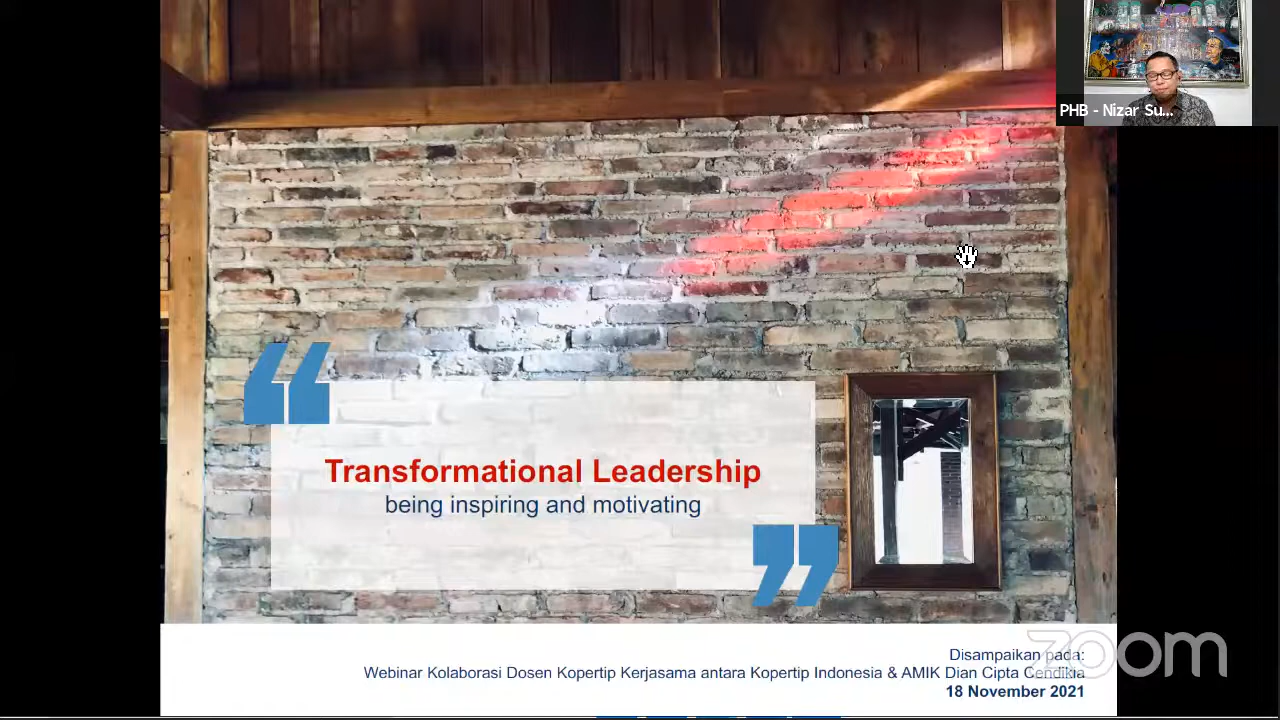 PHB - Nizar Su...
“
Transformational Leadership
being inspiring and motivating
”
Disampaikan pada:
Webinar Kolaborasi Dosen Kopertip Kerjasama antara Kopertip Indonesia & AMIK Dian Cipta Cendikia
18 November 2021
zoom